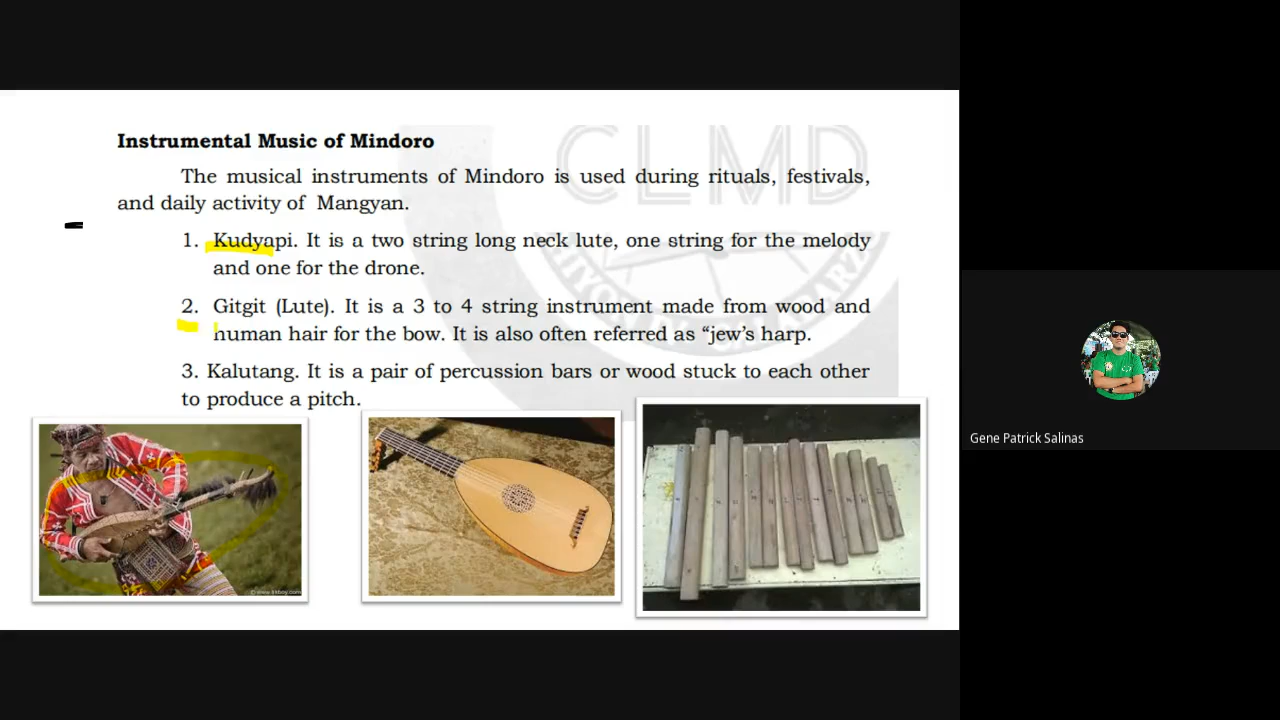 CLMD
Instrumental Music of Mindoro
The musical instruments of Mindoro is used during rituals, festivals,
and daily activity of Mangyan.
1. Kudyapi. It is a two string long neck lute, one string for the melody
and one for the drone.
2. Gitgit (Lute). It is a 3 to 4 string instrument made from wood and
human hair for the bow. It is also often referred as “jew’s harp.
3. Kalutang. It is a pair of percussion bars or wood stuck to each other
to produce a pitch.
Gene Patrick Salinas